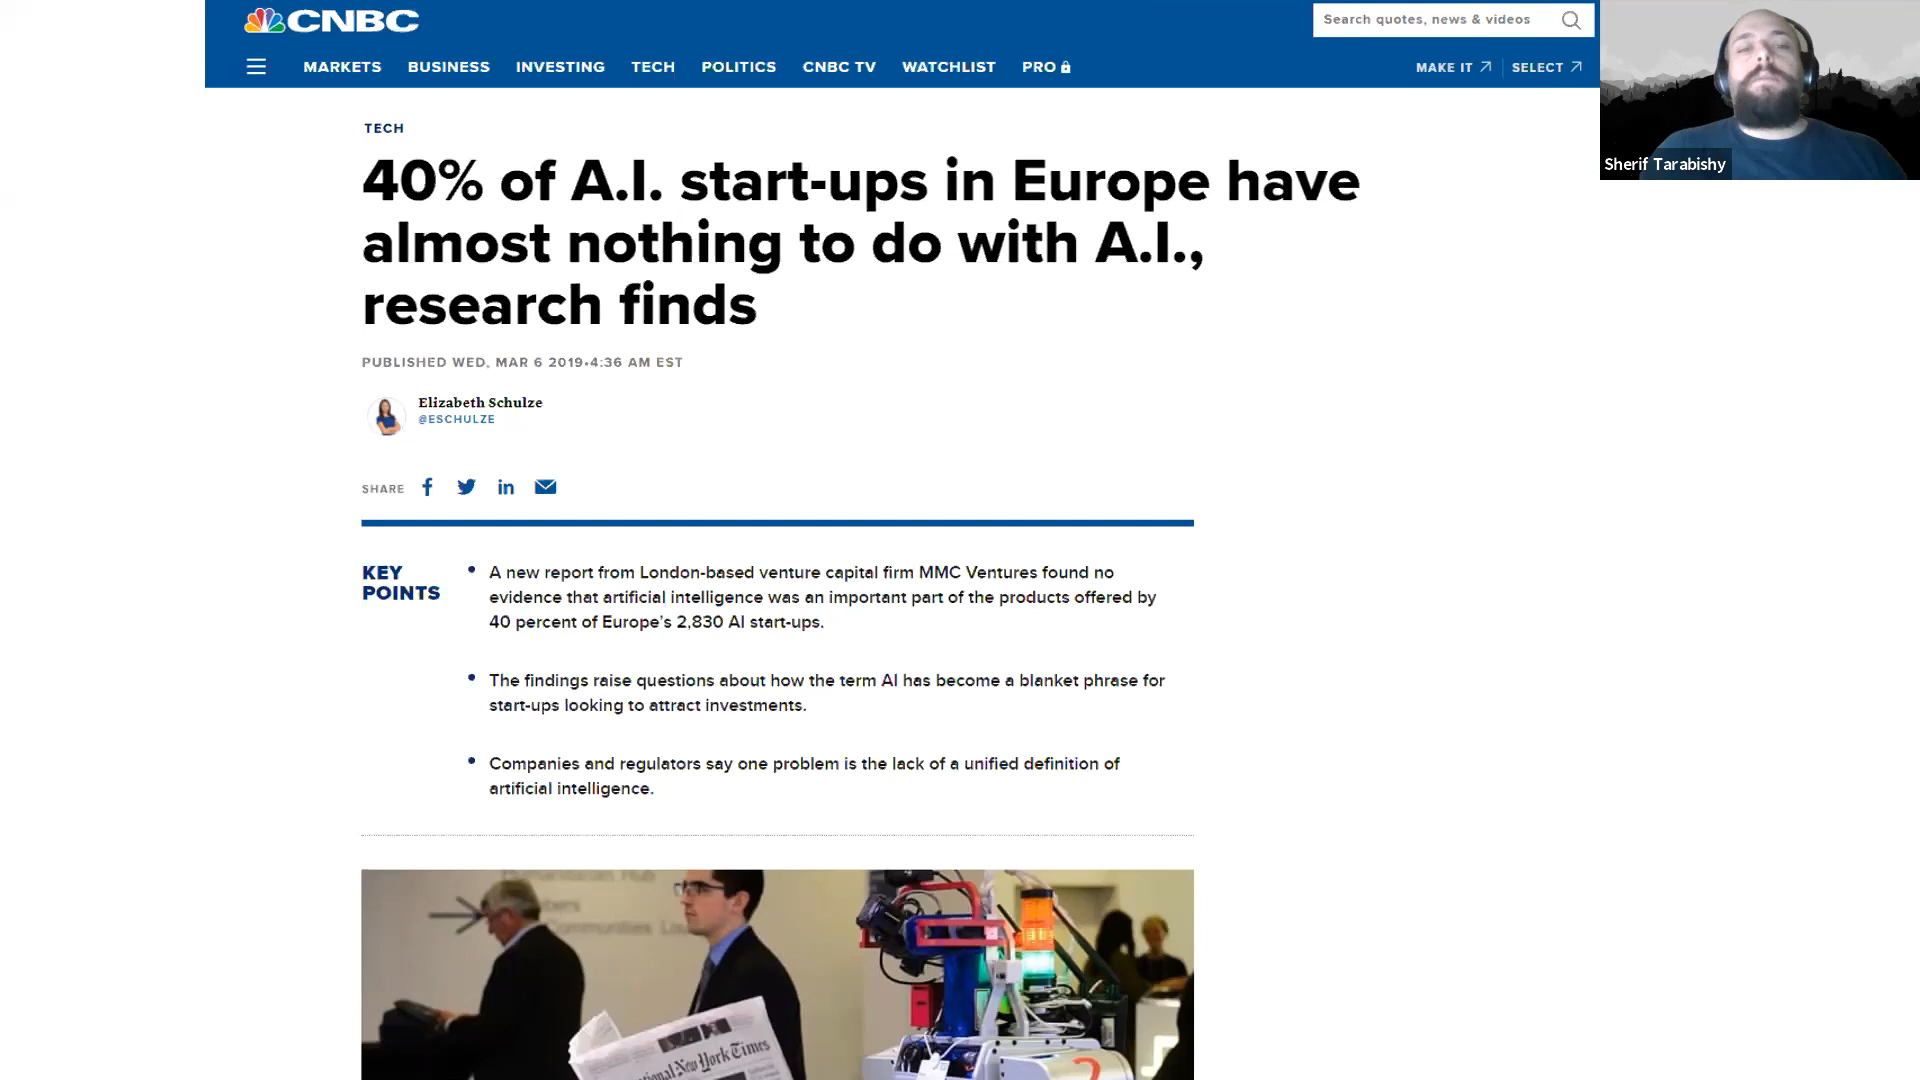 CNBC
Search quotes, news & videos
MARKETS BUSINESS INVESTING TECH POLITICS CNBC TV WATCHLIST PRO
MAKE IT SELECT
Sherif Tarabishy
TECH
40% of A.I. start-ups in Europe have
almost nothing to do with A.I.,
research finds
PUBLISHED WED, MAR 6 2019•4:36 AM EST
Elizabeth Schulze
@ESCHULZE
SHARE
KEY
POINTS
• A new report from London-based venture capital firm MMC Ventures found no
evidence that artificial intelligence was an important part of the products offered by
40 percent of Europe’s 2,830 AI start-ups.
• The findings raise questions about how the term AI has become a blanket phrase for
start-ups looking to attract investments.
• Companies and regulators say one problem is the lack of a unified definition of
artificial intelligence.
Humanitarian Hub
Communities
New York Times
2